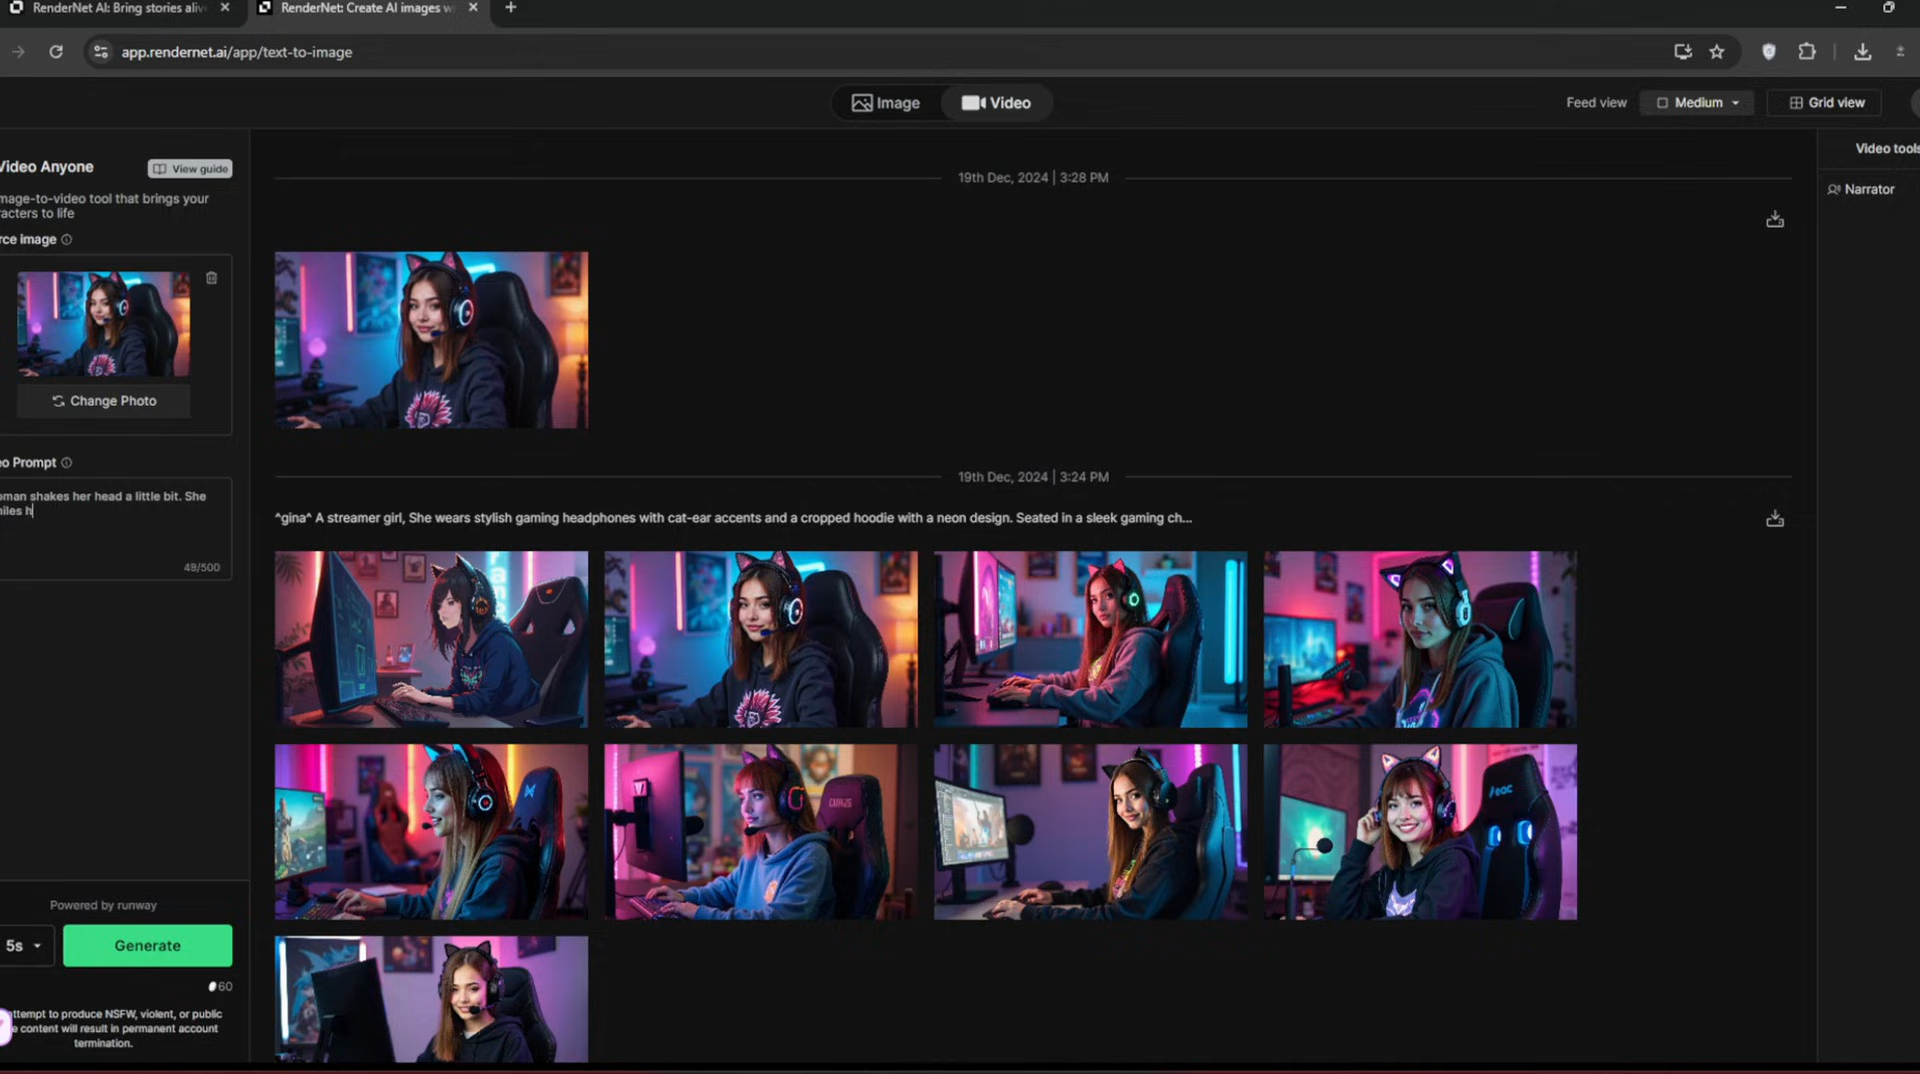 RenderNet AI: Bring stories aliv
RenderNet: Create AI images w
app.rendernet.ai/app/text-to-image
Image
Video
Feed view
Medium
Grid view
Video Anyone
View guide
mage-to-video tool that brings your
acters to life
rce image
Change Photo
eo Prompt
oman shakes her head a little bit. She
niles h
49/500
Powered by runway
5s
Generate
60
ttempt to produce NSFW, violent, or public
e content will result in permanent account
termination.
19th Dec, 2024 | 3:28 PM
19th Dec, 2024 | 3:24 PM
^gina^ A streamer girl, She wears stylish gaming headphones with cat-ear accents and a cropped hoodie with a neon design. Seated in a sleek gaming ch...
Video tools
Narrator